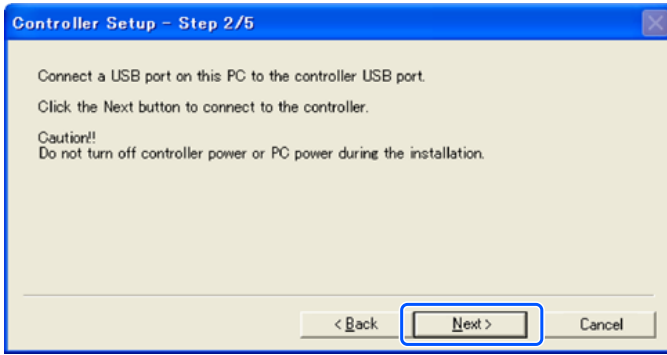 Controller Setup - Step 2/5
Connect a USB port on this PC to the controller USB port.
Click the Next button to connect to the controller.
Caution!!
Do not turn off controller power or PC power during the installation.
< Back
Next >
Cancel